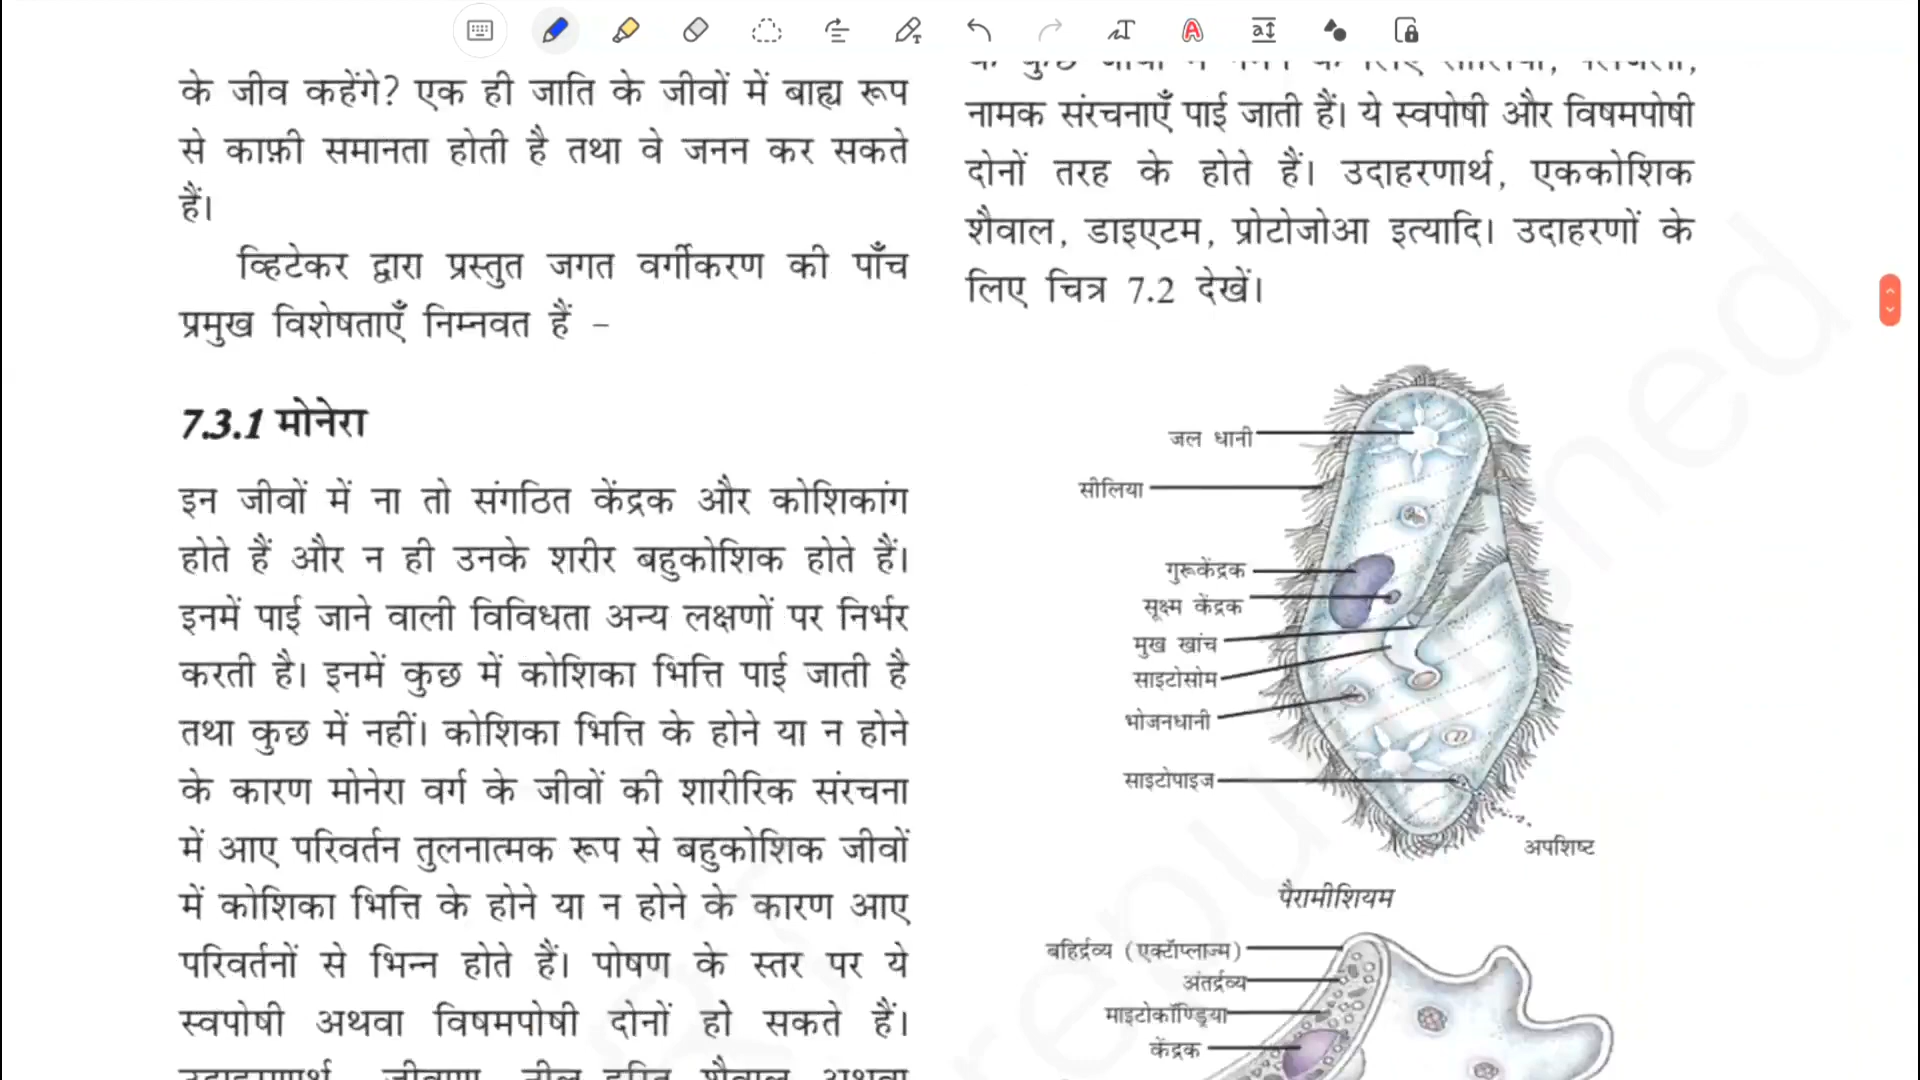 के जीव कहेंगे? एक ही जाति के जीवों में बाह्य रूप
से काफ़ी समानता होती है तथा वे जनन कर सकते
हैं।
व्हिटेकर द्वारा प्रस्तुत जगत वर्गीकरण की पाँच
प्रमुख विशेषताएँ निम्नवत हैं –
7.3.1 मोनेरा
इन जीवों में ना तो संगठित केंद्रक और कोशिकांग
होते हैं और न ही उनके शरीर बहुकोशिक होते हैं।
इनमें पाई जाने वाली विविधता अन्य लक्षणों पर निर्भर
करती है। इनमें कुछ में कोशिका भित्ति पाई जाती है
तथा कुछ में नहीं। कोशिका भित्ति के होने या न होने
के कारण मोनेरा वर्ग के जीवों की शारीरिक संरचना
में आए परिवर्तन तुलनात्मक रूप से बहुकोशिक जीवों
में कोशिका भित्ति के होने या न होने के कारण आए
परिवर्तनों से भिन्न होते हैं। पोषण के स्तर पर ये
स्वपोषी अथवा विषमपोषी दोनों हो सकते हैं।
नामक संरचनाएँ पाई जाती हैं। ये स्वपोषी और विषमपोषी
दोनों तरह के होते हैं। उदाहरणार्थ, एककोशिक
शैवाल, डाइएटम, प्रोटोजोआ इत्यादि। उदाहरणों के
लिए चित्र 7.2 देखें।
जल धानी
सीलिया
गुरूकेंद्रक
सूक्ष्म केंद्रक
मुख खांच
साइटोसोम
भोजनधानी
साइटोपाइज
अपशिष्ट
पैरामीशियम
बहिर्द्रव्य (एक्टॉप्लाज्म)
अंतर्द्रव्य
माइटोकॉण्ड्रिया
केंद्रक